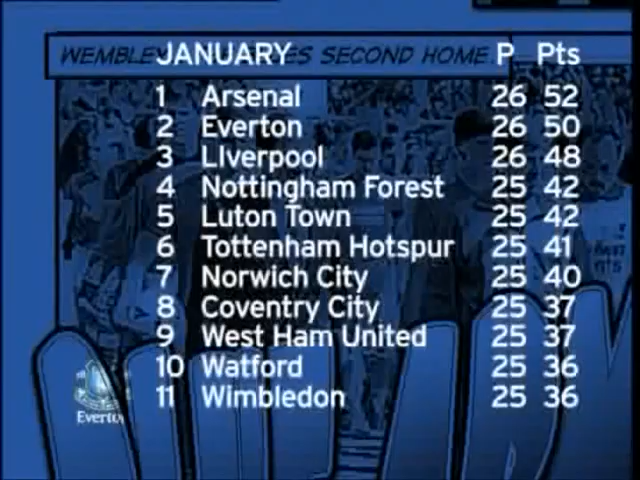 WEMBLEY
JANUARY P Pts
SECOND HOME
1 Arsenal 26 52
2 Everton 26 50
3 LIverpool 26 48
4 Nottingham Forest 25 42
5 Luton Town 25 42
6 Tottenham Hotspur 25 41
7 Norwich City 25 40
8 Coventry City 25 37
9 West Ham United 25 37
10 Watford 25 36
11 Wimbledon 25 36
Everton